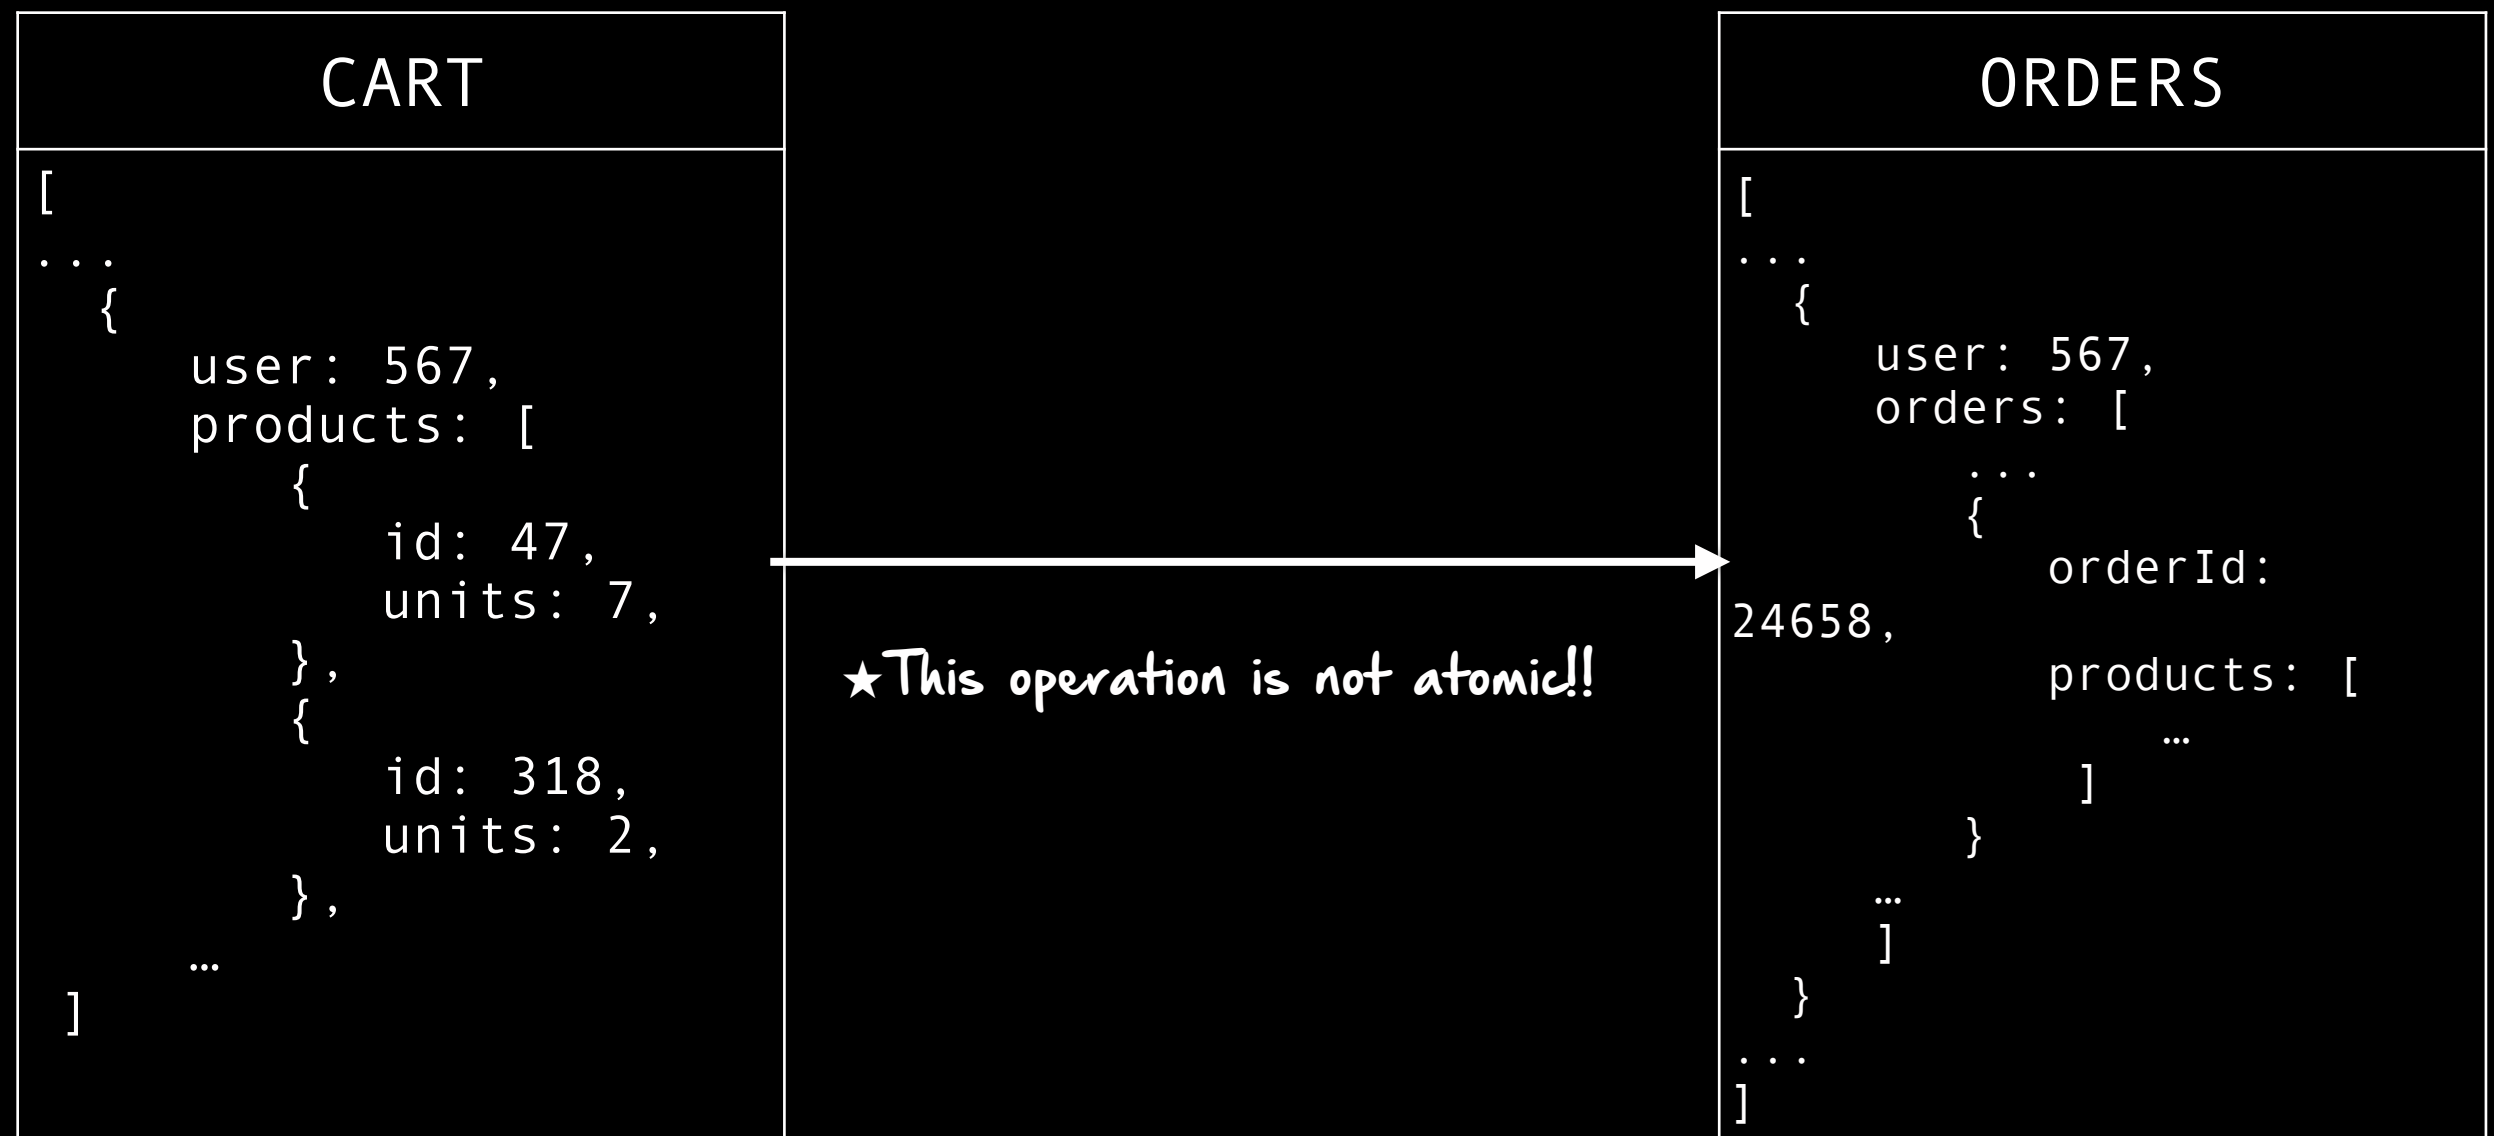 CART
[
...
{
user: 567,
products: [
{
id: 47,
units: 7,
},
{
id: 318,
units: 2,
},
…
]
★This operation is not atomic!!
ORDERS
[
...
{
user: 567,
orders: [
...
{
orderId:
24658,
products: [
…
]
}
…
]
}
...
]